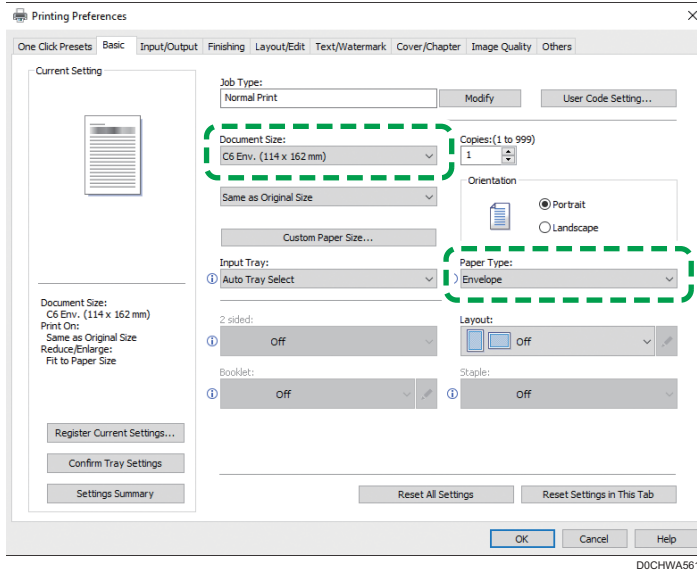 Printing Preferences
One Click Presets Basic Input/Output Finishing Layout/Edit Text/Watermark Cover/Chapter Image Quality Others
Current Setting
Job Type:
Normal Print
Modify
User Code Setting...
Document Size:
C6 Env. (114 x 162 mm)
Copies:(1 to 999)
1
Same as Original Size
Orientation
Portrait
Landscape
Custom Paper Size...
Input Tray:
Auto Tray Select
Paper Type:
Envelope
Document Size:
C6 Env. (114 x 162 mm)
Print On:
Same as Original Size
Reduce/Enlarge:
Fit to Paper Size
2 sided:
Off
Layout:
Off
Booklet:
Off
Staple:
Off
Register Current Settings...
Confirm Tray Settings
Settings Summary
Reset All Settings
Reset Settings in This Tab
OK
Cancel
Help
D0CHWA561